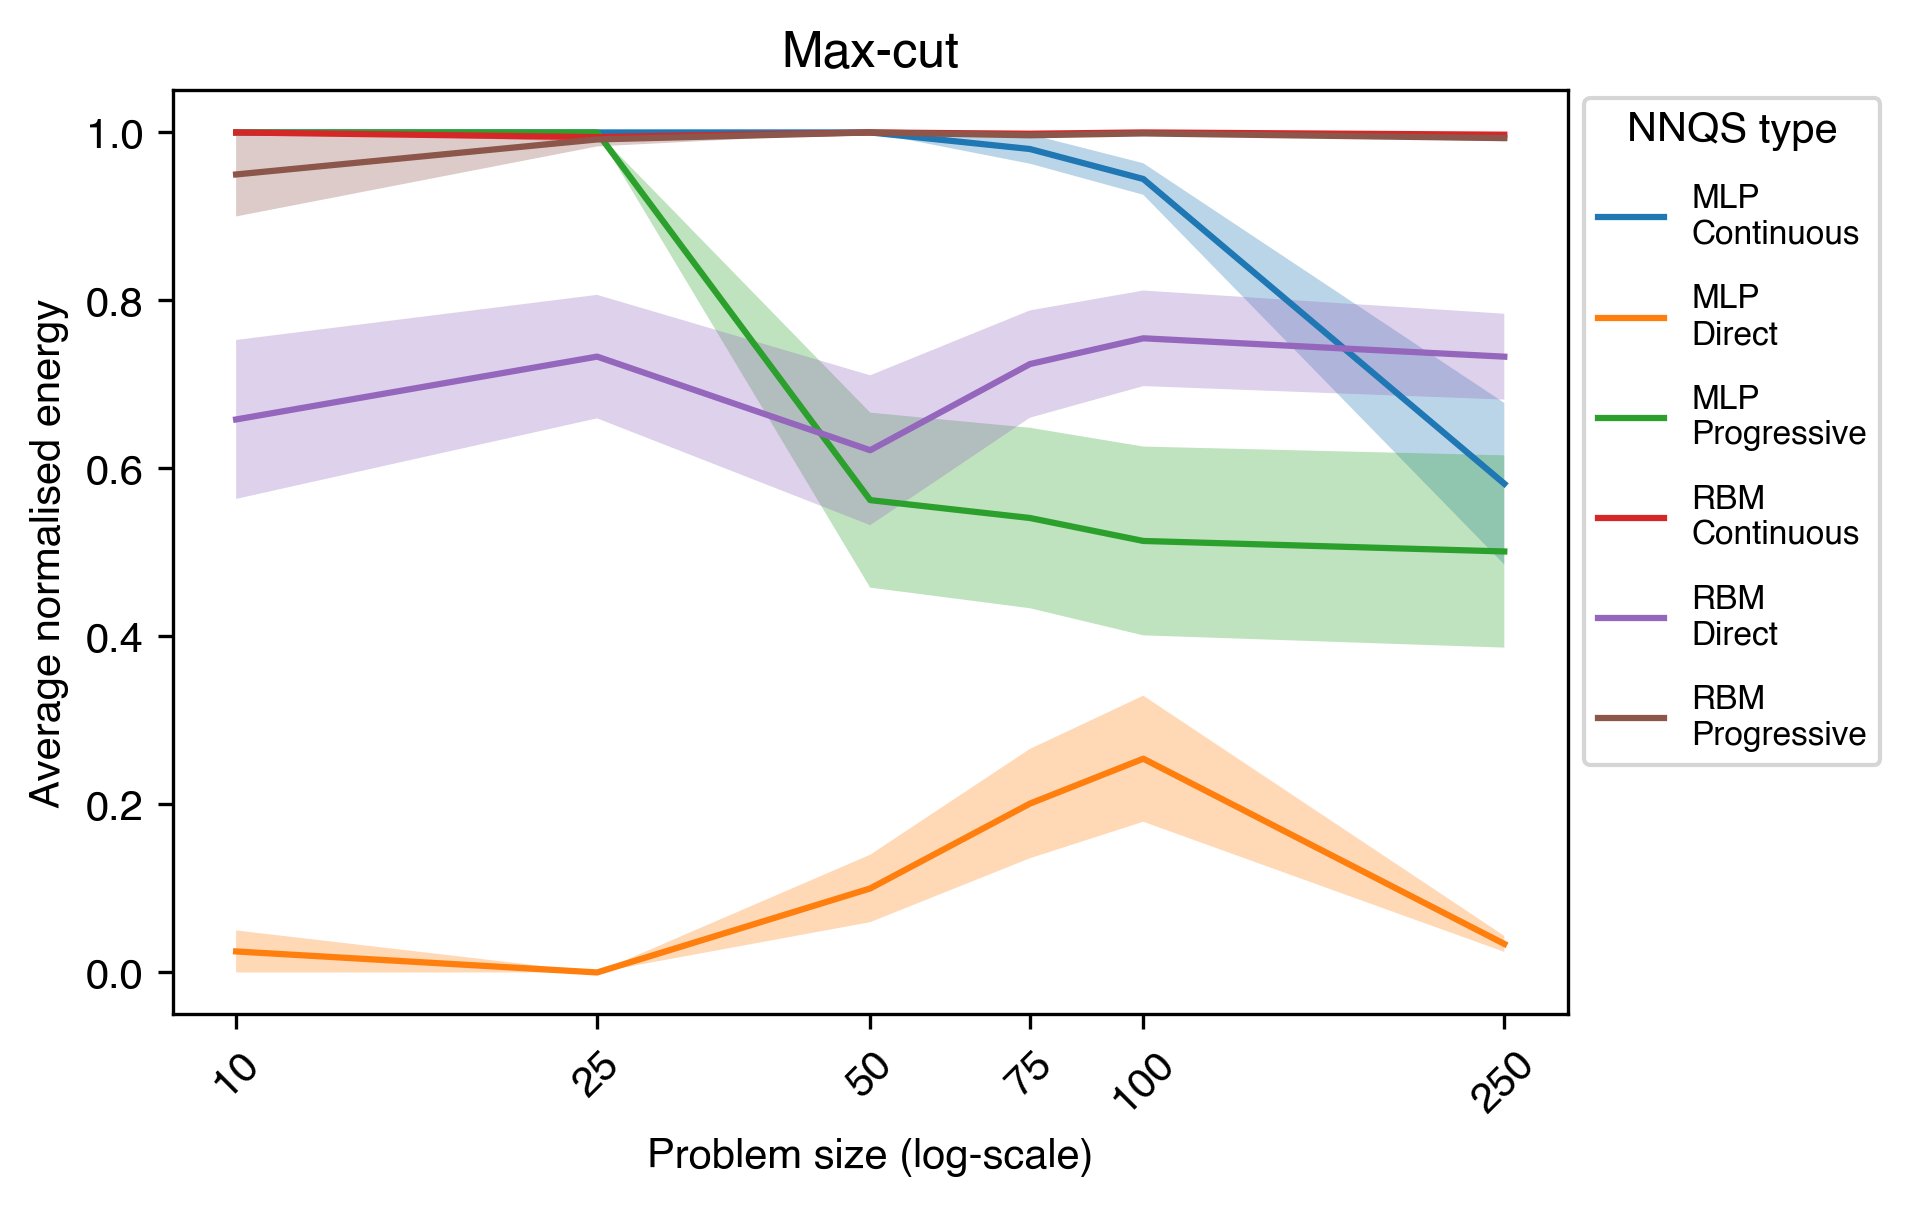 Max-cut
Average normalised energy
1.0
0.8
0.6
0.4
0.2
0.0
10
25
50
75
100
250
Problem size (log-scale)
NNQS type
MLP
Continuous
MLP
Direct
MLP
Progressive
RBM
Continuous
RBM
Direct
RBM
Progressive